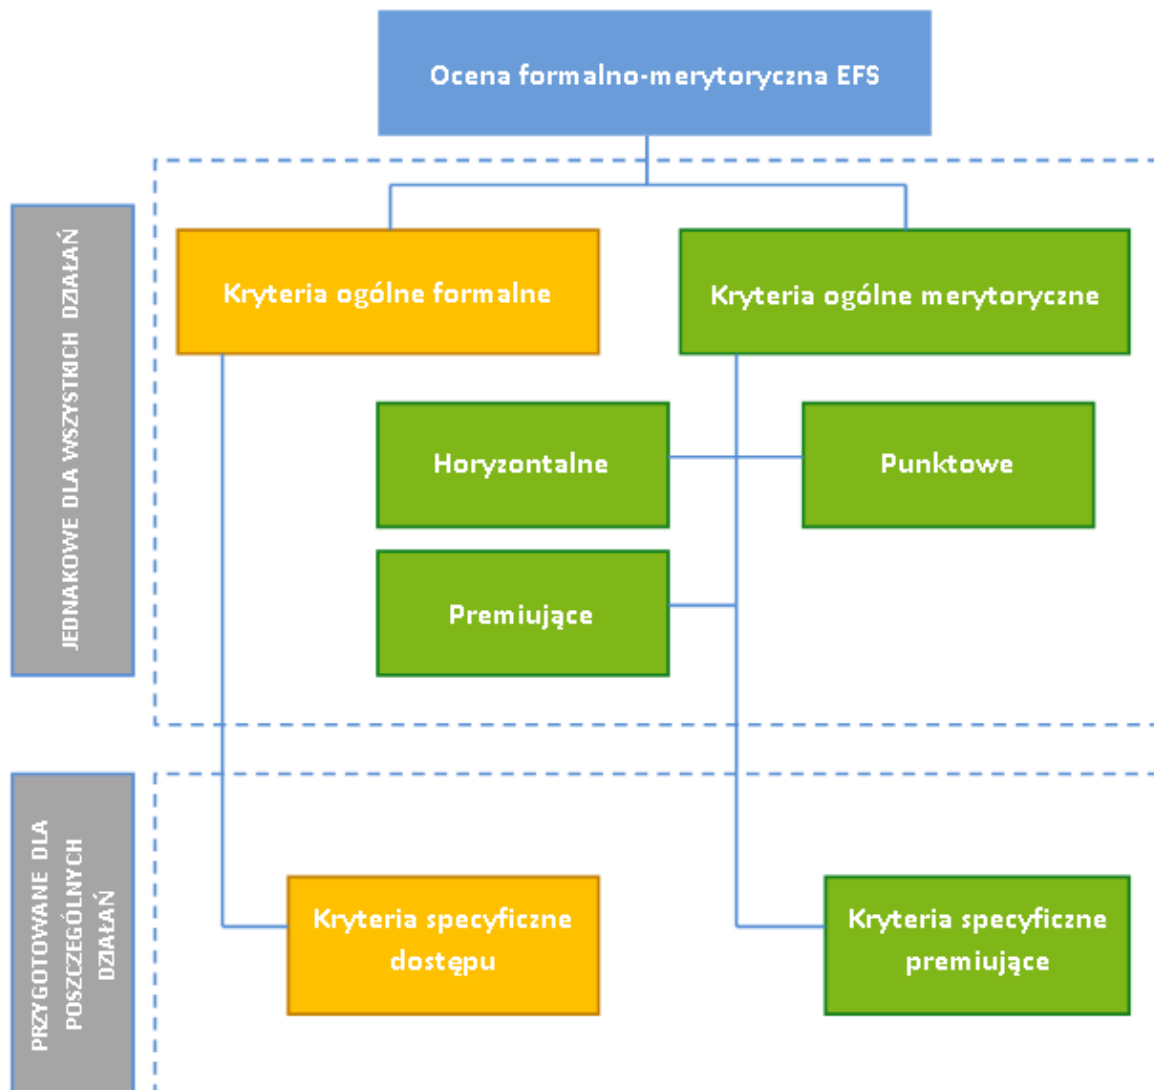 Ocena formalno-merytoryczna EFS
JEDNAKOWE DLA WSZYSTKICH DZIAŁAŃ
Kryteria ogólne formalne
Kryteria ogólne merytoryczne
Horyzontalne
Punktowe
Premiujące
PRZYGOTOWANE DLA
POSZCZEGÓLNYCH
DZIAŁAŃ
Kryteria specyficzne
dostępu
Kryteria specyficzne
premiujące